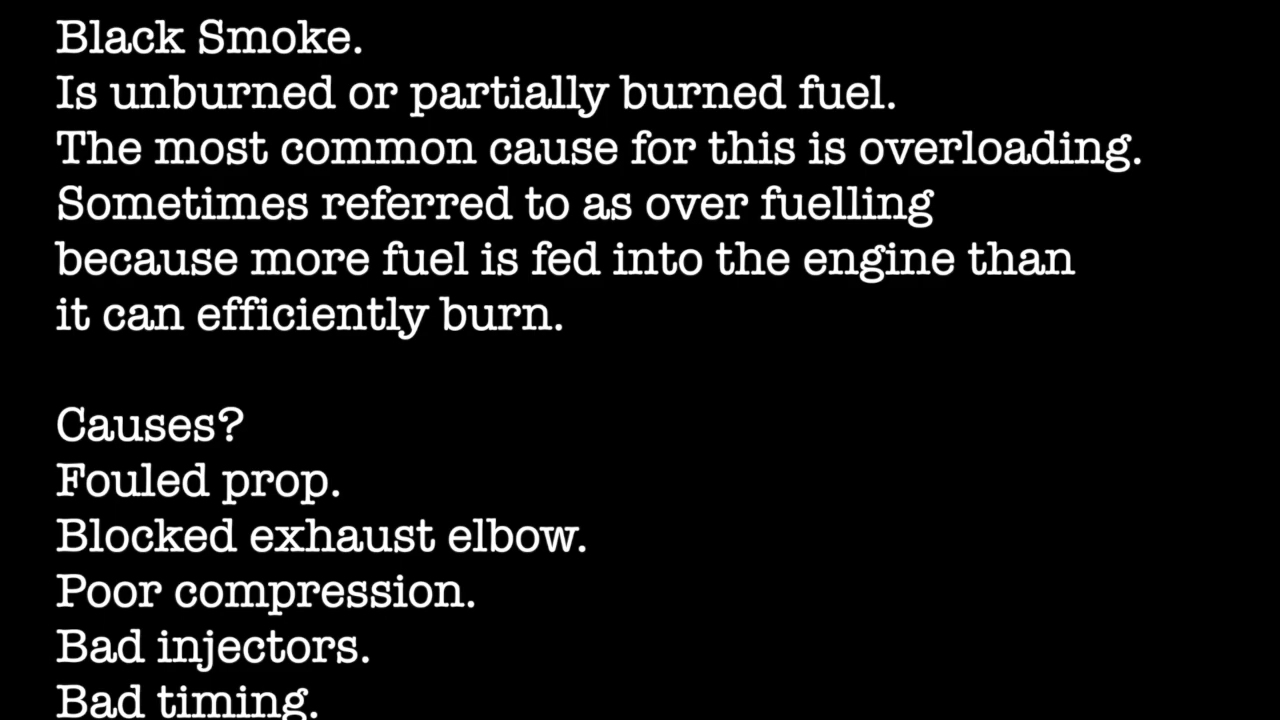 Black Smoke.
Is unburned or partially burned fuel.
The most common cause for this is overloading.
Sometimes referred to as over fuelling
because more fuel is fed into the engine than
it can efficiently burn.
Causes?
Fouled prop.
Blocked exhaust elbow.
Poor compression.
Bad injectors.
Bad timing.